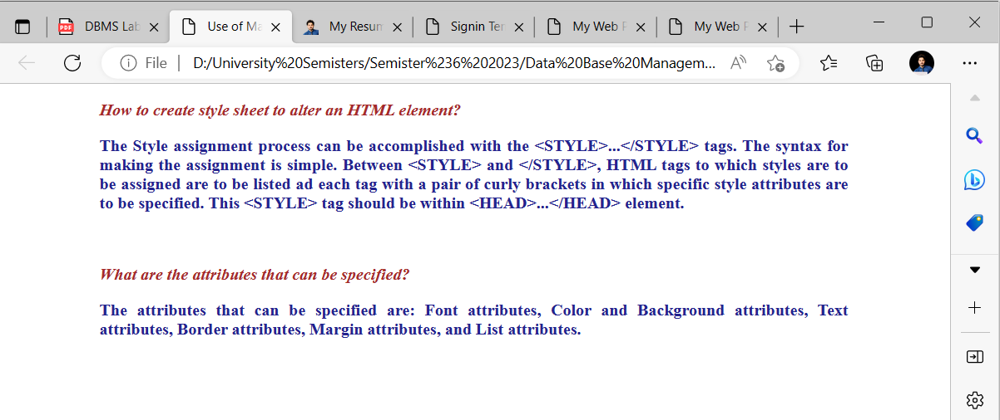 PDF DBMS Lab Use of Ma My Resum Signin Ter My Web P My Web P
File D:/University%20Semisters/Semister%236%202023/Data%20Base%20Managem...
How to create style sheet to alter an HTML element?
The Style assignment process can be accomplished with the <STYLE>...</STYLE> tags. The syntax for
making the assignment is simple. Between <STYLE> and </STYLE>, HTML tags to which styles are to
be assigned are to be listed ad each tag with a pair of curly brackets in which specific style attributes are
to be specified. This <STYLE> tag should be within <HEAD>...</HEAD> element.
What are the attributes that can be specified?
The attributes that can be specified are: Font attributes, Color and Background attributes, Text
attributes, Border attributes, Margin attributes, and List attributes.